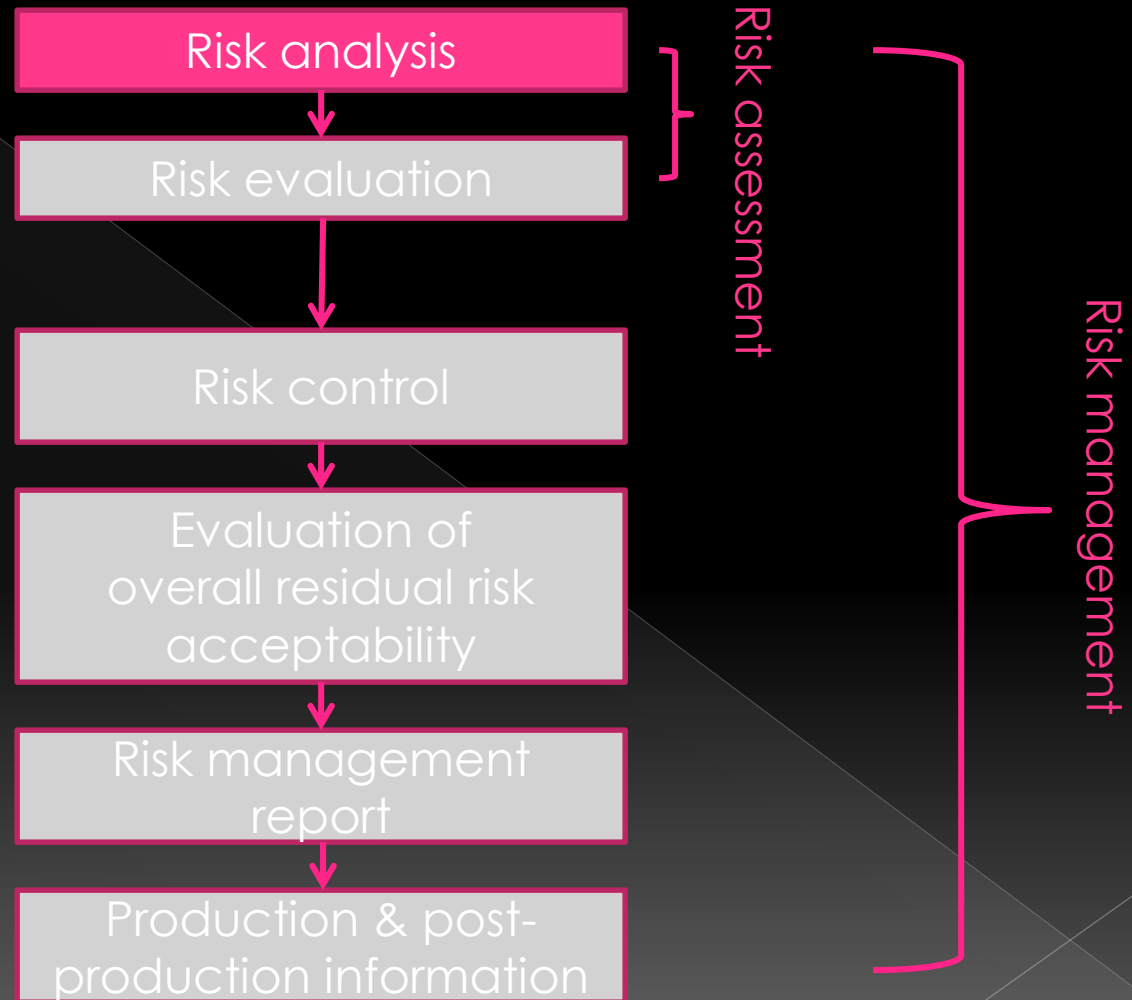 Risk analysis
Risk evaluation
Risk control
Evaluation of
overall residual risk
acceptability
Risk management
report
Production & post-
production information
Risk assessment
Risk management